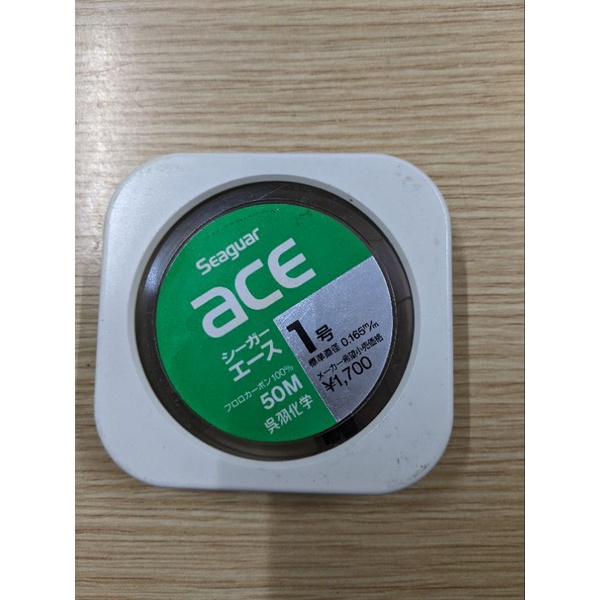 Seaguar
ace
シーガー
エース
フロロカーボン100%
50M
呉羽化学
1号
標準直径 0.165m/m
メーカー希望小売価格
¥1,700